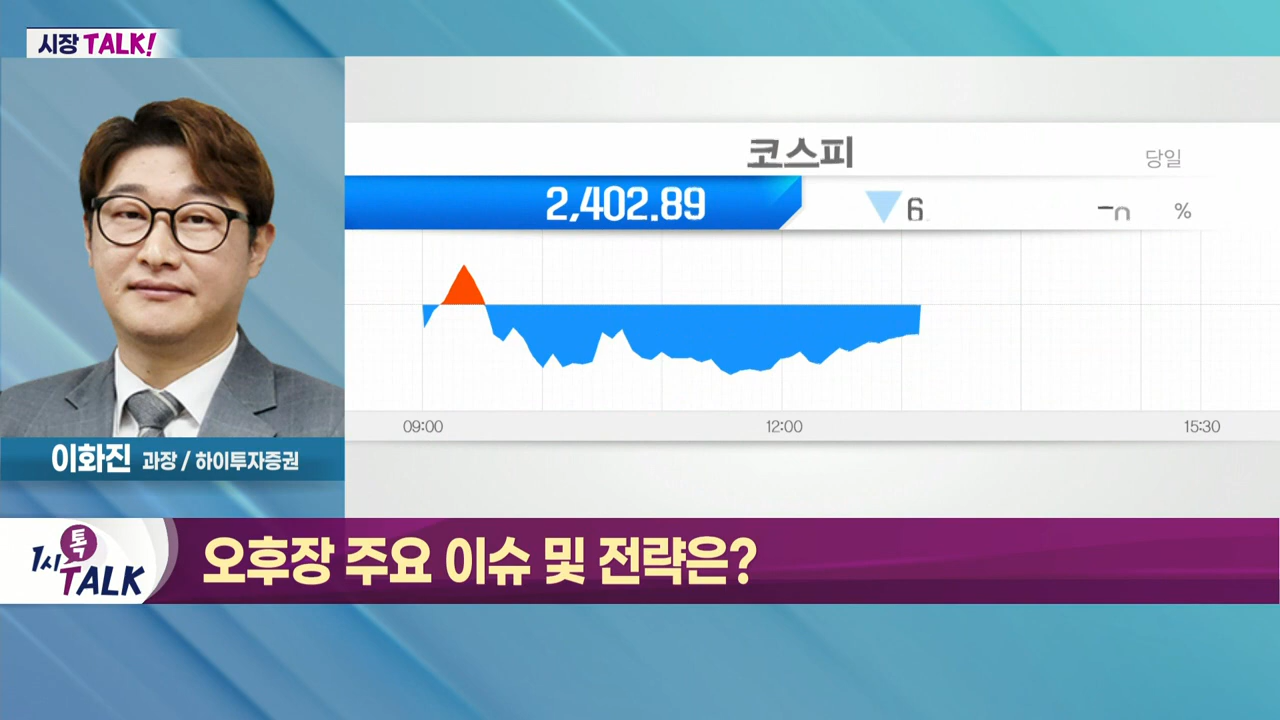 시장 TALK!
코스피
당일
2,402.89
▼6
%
09:00
12:00
15:30
이화진 과장 / 하이투자증권
1시 톡 TALK
오후장 주요 이슈 및 전략은?